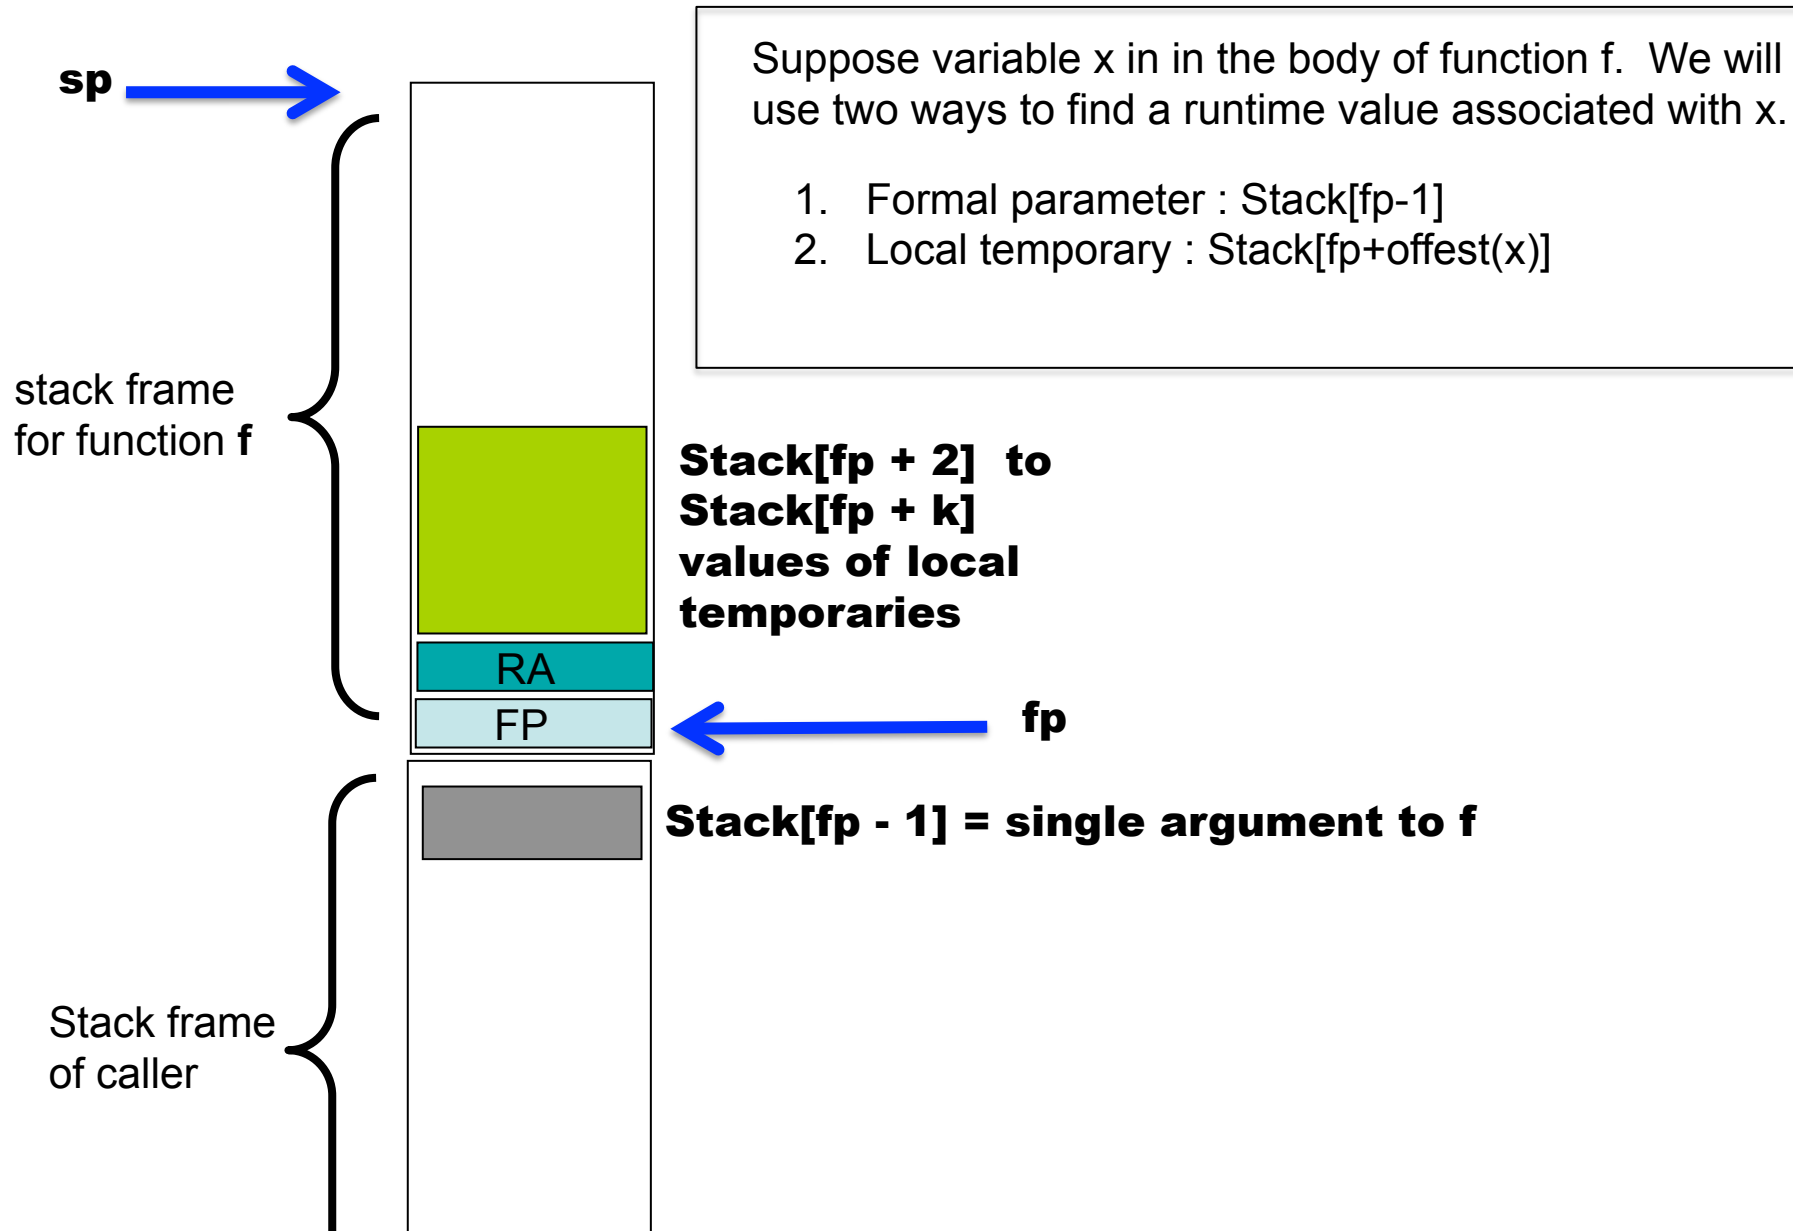 sp
Suppose variable x in in the body of function f.  We will
use two ways to find a runtime value associated with x.
1. Formal parameter : Stack[fp-1]
2. Local temporary : Stack[fp+offest(x)]
stack frame
for function f
Stack[fp + 2]  to
Stack[fp + k]
values of local
temporaries
RA
FP
fp
Stack[fp - 1] = single argument to f
Stack frame
of caller